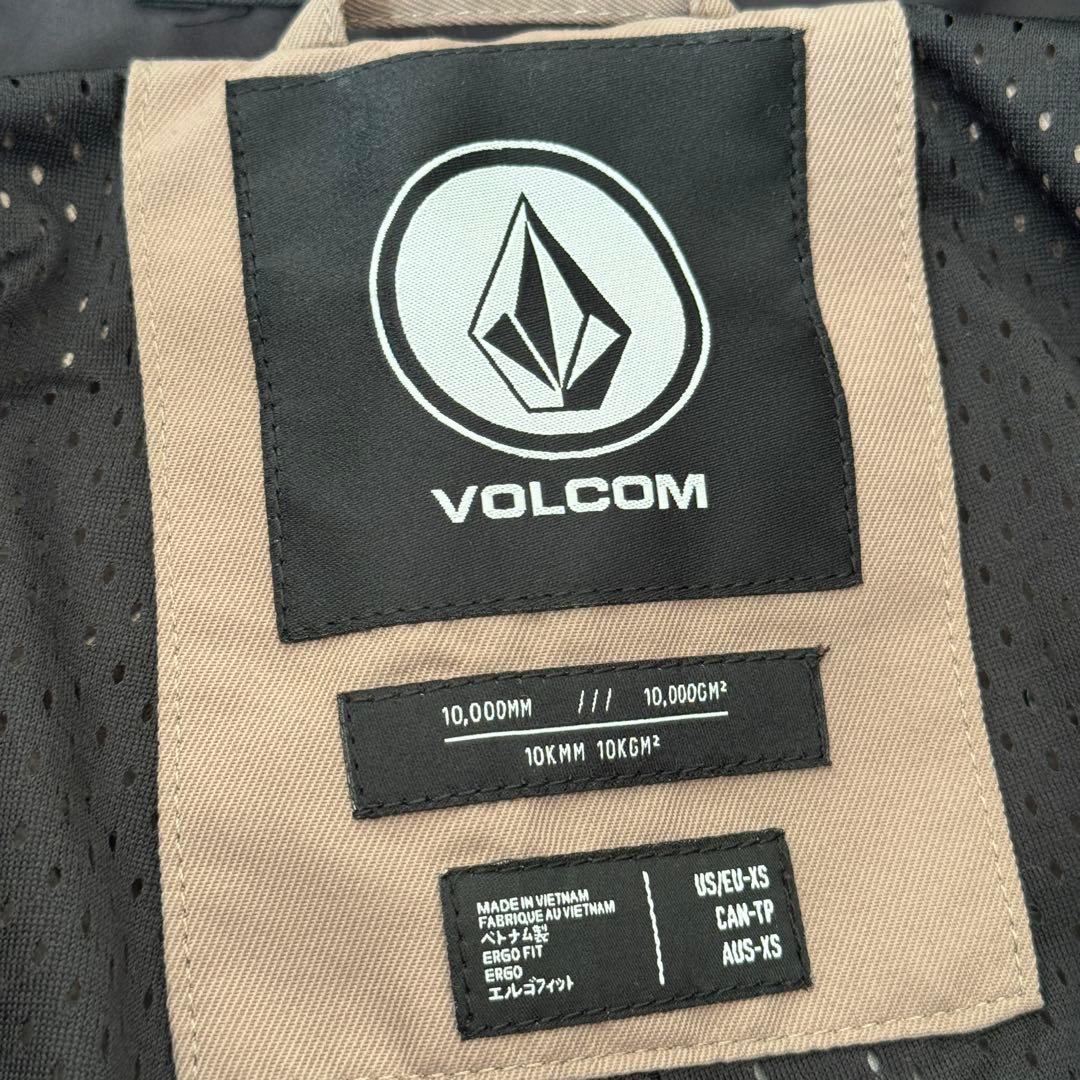 VOLCOM
10,000MM /// 10,000GM²
10KMM 10KGM²
MADE IN VIETNAM
FABRIQUE AU VIETNAM
ベトナム製
ERGO FIT
ERGO
エルゴフィット
US/EU-XS
CAN-TP
AUS-XS